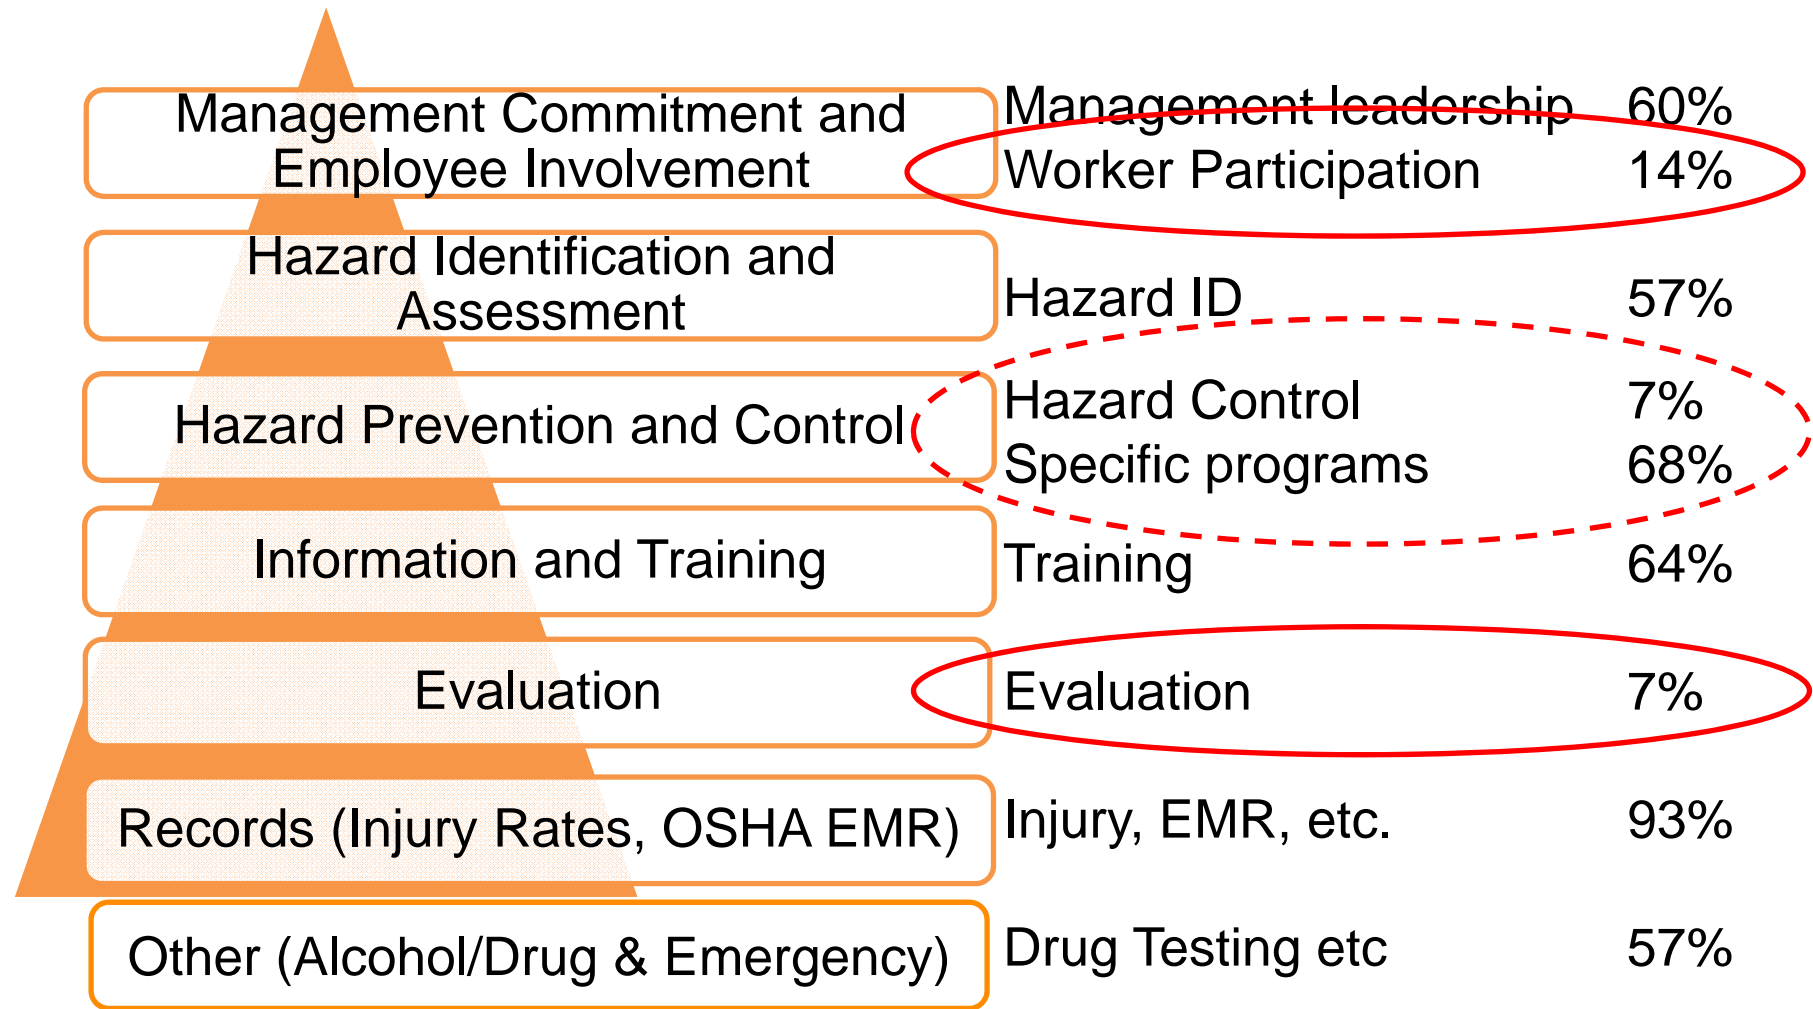 Management Commitment and
Employee Involvement
Management leadership 60%
Worker Participation 14%
Hazard Identification and
Assessment
Hazard ID 57%
Hazard Prevention and Control
Hazard Control 7%
Specific programs 68%
Information and Training
Training 64%
Evaluation
Evaluation 7%
Records (Injury Rates, OSHA EMR)
Injury, EMR, etc. 93%
Other (Alcohol/Drug & Emergency)
Drug Testing etc 57%